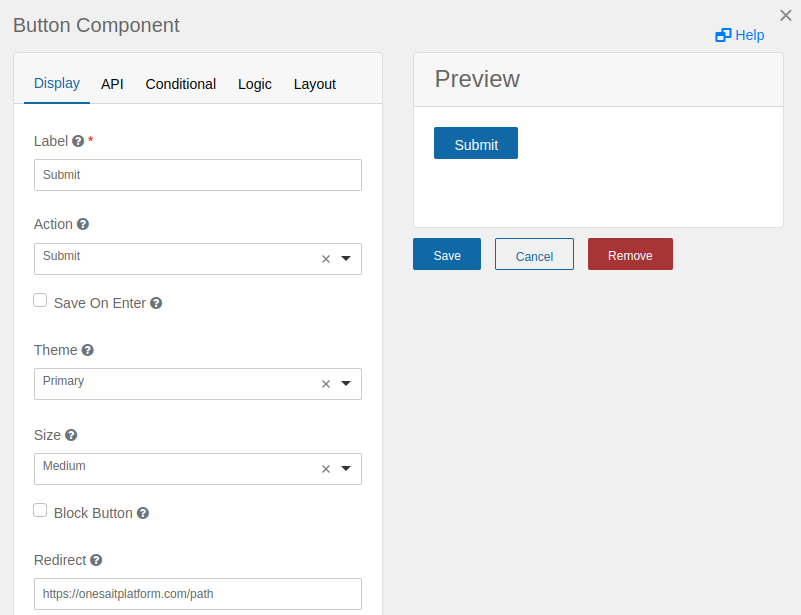 Button Component
Help
Display API Conditional Logic Layout
Label *
Submit
Action
Submit
Save On Enter
Theme
Primary
Size
Medium
Block Button
Redirect
https://onesaitplatform.com/path
Preview
Submit
Save Cancel Remove